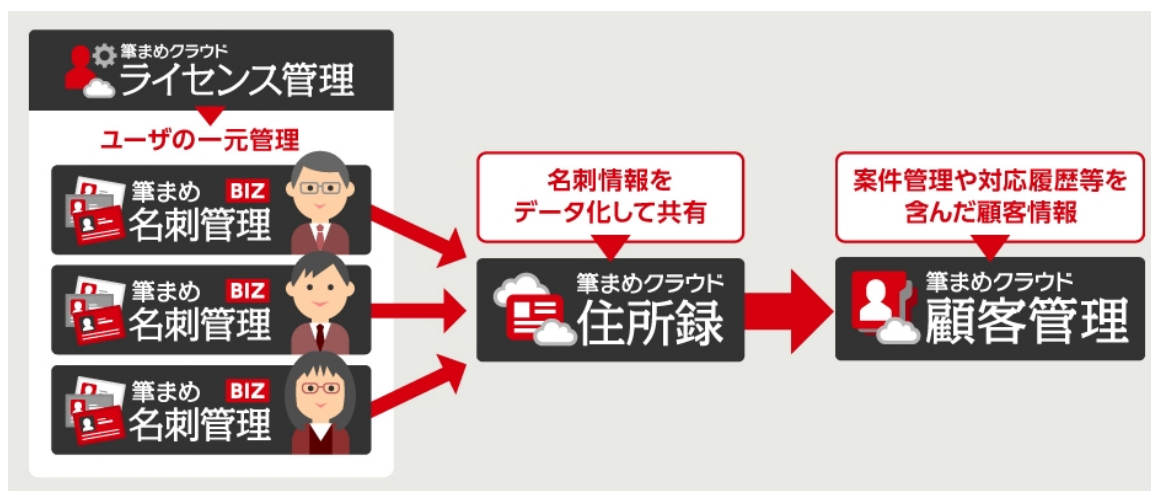 筆まめクラウド
ライセンス管理
ユーザの一元管理
筆まめ BIZ
名刺管理
筆まめ BIZ
名刺管理
筆まめ BIZ
名刺管理
名刺情報を
データ化して共有
筆まめクラウド
住所録
案件管理や対応履歴等を
含んだ顧客情報
筆まめクラウド
顧客管理